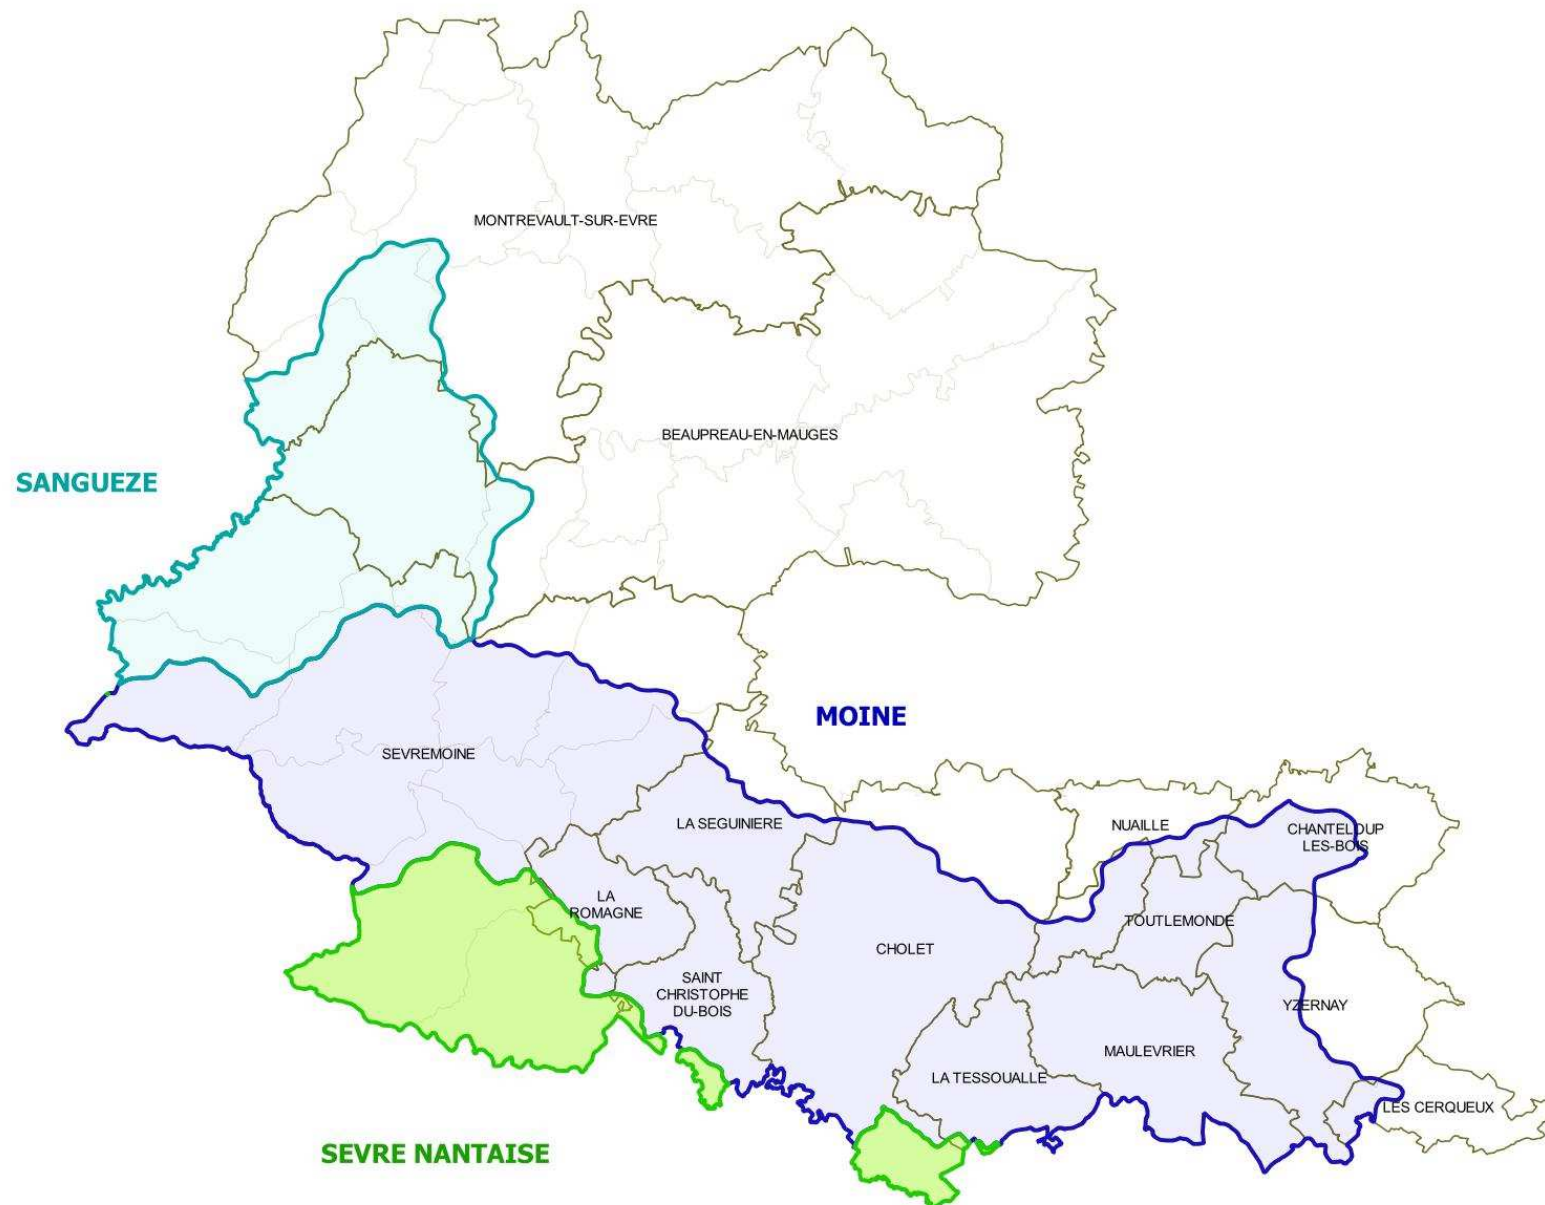 MONTREVAULT-SUR-EVRE
BEAUPREAU-EN-MAUGES
SANGUEZE
MOINE
SEVREMOINE
LA SEGUINIERE
NUAILLE
CHANTELOUP
LES-BOIS
LA
ROMAGNE
TOUTLEMONDE
CHOLET
SAINT
CHRISTOPHE
DU-BOIS
YZERNAY
MAULEVRIER
LA TESSOUALLE
LES CERQUEUX
SEVRE NANTAISE